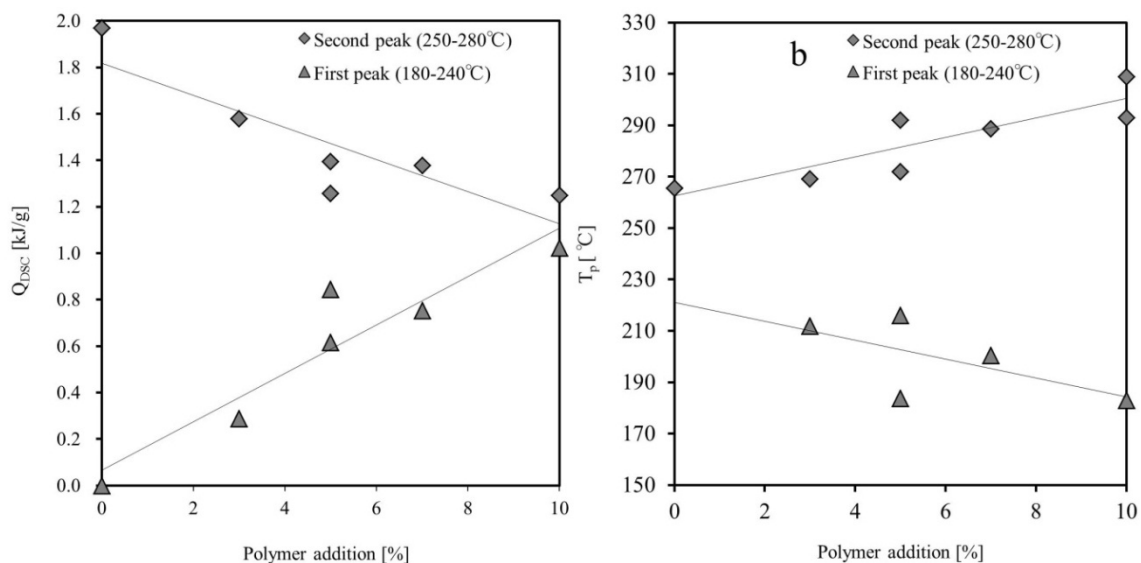 2.0
1.8
1.6
1.4
1.2
1.0
0.8
0.6
0.4
0.2
0.0
Q_DSC [kJ/g]
Second peak (250-280℃)
First peak (180-240℃)
0 2 4 6 8 10
Polymer addition [%]
b
330
310
290
270
250
230
210
190
170
150
T_p [℃]
Second peak (250-280℃)
First peak (180-240℃)
0 2 4 6 8 10
Polymer addition [%]